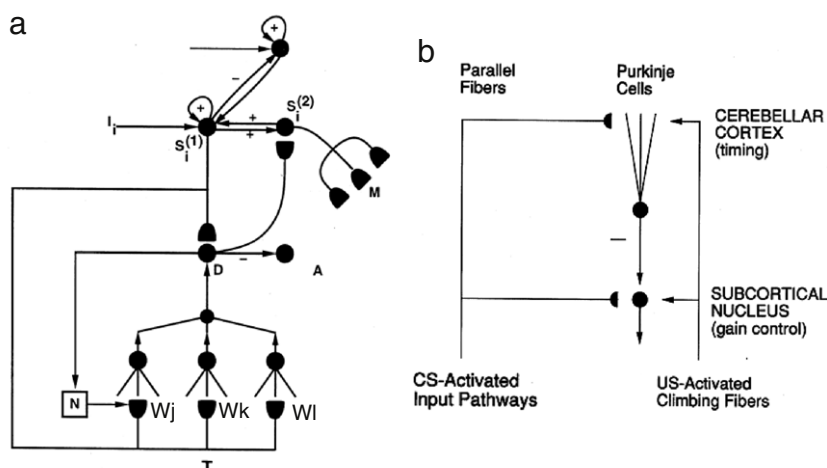 a
+
−
+
I i
+
+
S i (1)
S i (2)
M
D
−
A
N
Wj
Wk
Wl
T
b
Parallel
Fibers
Purkinje
Cells
CEREBELLAR
CORTEX
(timing)
—
SUBCORTICAL
NUCLEUS
(gain control)
CS-Activated
Input Pathways
US-Activated
Climbing Fibers